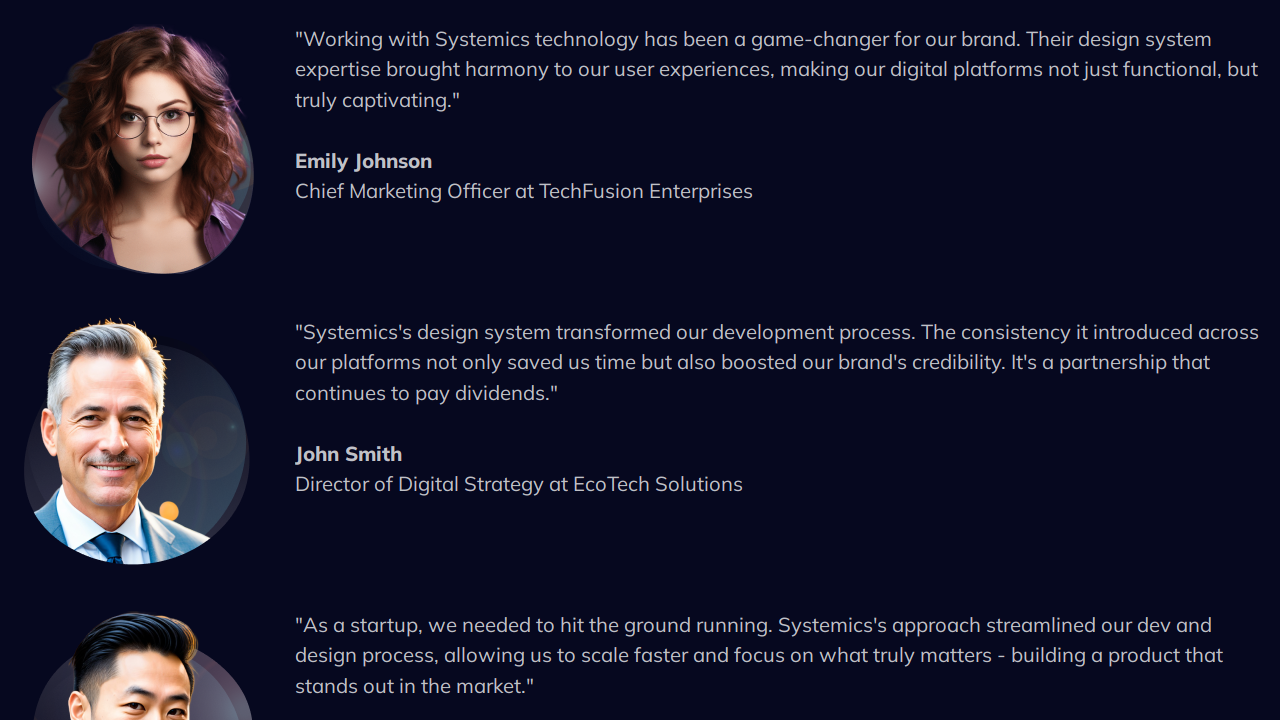 "Working with Systemics technology has been a game-changer for our brand. Their design system
expertise brought harmony to our user experiences, making our digital platforms not just functional, but
truly captivating."
Emily Johnson
Chief Marketing Officer at TechFusion Enterprises
"Systemics's design system transformed our development process. The consistency it introduced across
our platforms not only saved us time but also boosted our brand's credibility. It's a partnership that
continues to pay dividends."
John Smith
Director of Digital Strategy at EcoTech Solutions
"As a startup, we needed to hit the ground running. Systemics's approach streamlined our dev and
design process, allowing us to scale faster and focus on what truly matters - building a product that
stands out in the market."